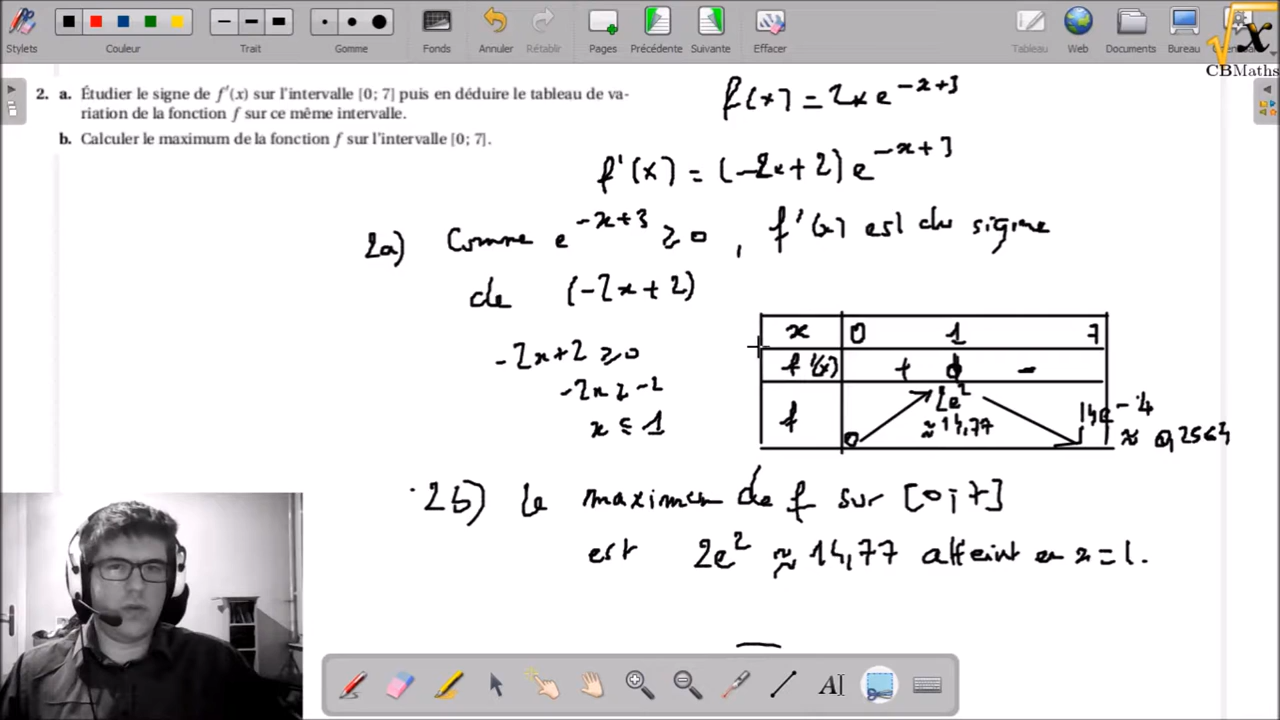 Stylets Couleur Trait Gomme Fonds Annuler Rétablir Pages Précédente Suivante Effacer Tableau Web Documents Bureau
CBMaths
2. a. Étudier le signe de f'(x) sur l'intervalle [0; 7] puis en déduire le tableau de va-
riation de la fonction f sur ce même intervalle.
b. Calculer le maximum de la fonction f sur l'intervalle [0; 7].
f(x) = 2x e^{-x+3}
f'(x) = (-2x+2) e^{-x+3}
2a) Comme e^{-x+3} ≥ 0, f'(x) est du signe
de (-2x+2)
-2x+2 ≥ 0
-2x ≥ -2
x ≤ 1
x 0 1 7
f'(x) + 0 -
f 0 2e² ≈ 14,77 14e^{-4} ≈ 0,2564
2b) le maximum de f sur [0;7]
est 2e² ≈ 14,77 atteint en x=1.